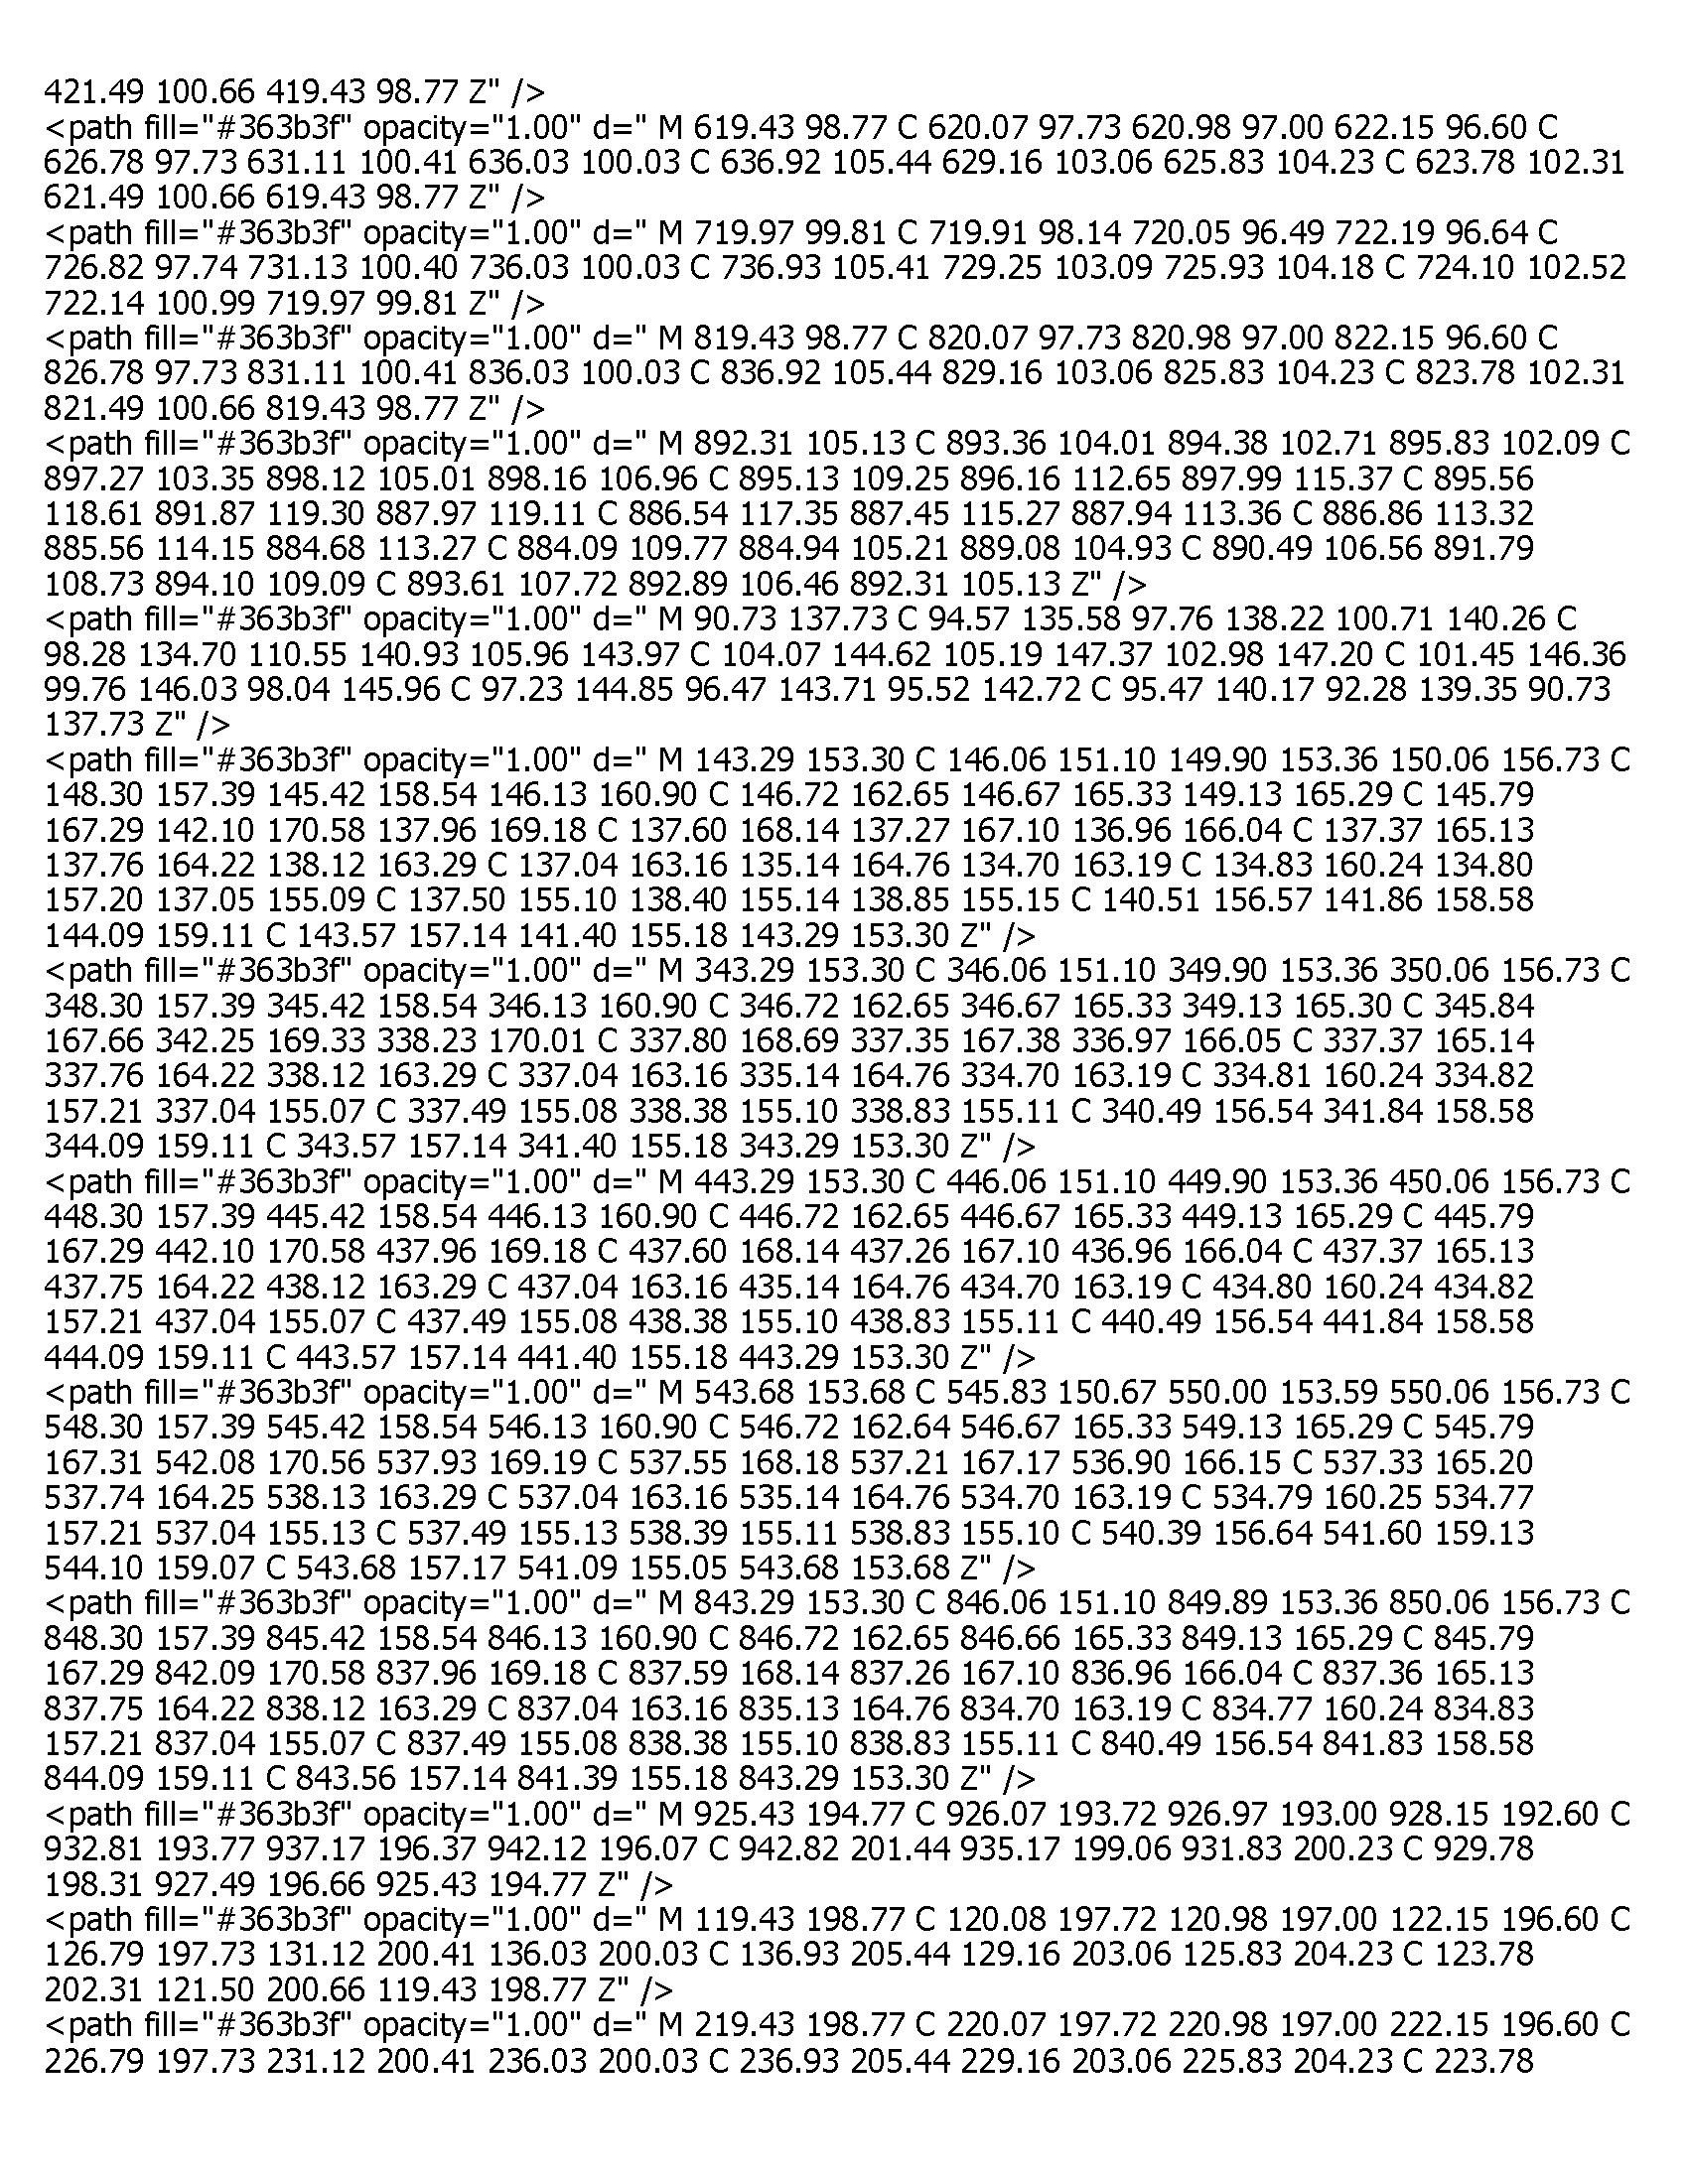 421.49 100.66 419.43 98.77 Z" />
<path fill="#363b3f" opacity="1.00" d=" M 619.43 98.77 C 620.07 97.73 620.98 97.00 622.15 96.60 C
626.78 97.73 631.11 100.41 636.03 100.03 C 636.92 105.44 629.16 103.06 625.83 104.23 C 623.78 102.31
621.49 100.66 619.43 98.77 Z" />
<path fill="#363b3f" opacity="1.00" d=" M 719.97 99.81 C 719.91 98.14 720.05 96.49 722.19 96.64 C
726.82 97.74 731.13 100.40 736.03 100.03 C 736.93 105.41 729.25 103.09 725.93 104.18 C 724.10 102.52
722.14 100.99 719.97 99.81 Z" />
<path fill="#363b3f" opacity="1.00" d=" M 819.43 98.77 C 820.07 97.73 820.98 97.00 822.15 96.60 C
826.78 97.73 831.11 100.41 836.03 100.03 C 836.92 105.44 829.16 103.06 825.83 104.23 C 823.78 102.31
821.49 100.66 819.43 98.77 Z" />
<path fill="#363b3f" opacity="1.00" d=" M 892.31 105.13 C 893.36 104.01 894.38 102.71 895.83 102.09 C
897.27 103.35 898.12 105.01 898.16 106.96 C 895.13 109.25 896.16 112.65 897.99 115.37 C 895.56
118.61 891.87 119.30 887.97 119.11 C 886.54 117.35 887.45 115.27 887.94 113.36 C 886.86 113.32
885.56 114.15 884.68 113.27 C 884.09 109.77 884.94 105.21 889.08 104.93 C 890.49 106.56 891.79
108.73 894.10 109.09 C 893.61 107.72 892.89 106.46 892.31 105.13 Z" />
<path fill="#363b3f" opacity="1.00" d=" M 90.73 137.73 C 94.57 135.58 97.76 138.22 100.71 140.26 C
98.28 134.70 110.55 140.93 105.96 143.97 C 104.07 144.62 105.19 147.37 102.98 147.20 C 101.45 146.36
99.76 146.03 98.04 145.96 C 97.23 144.85 96.47 143.71 95.52 142.72 C 95.47 140.17 92.28 139.35 90.73
137.73 Z" />
<path fill="#363b3f" opacity="1.00" d=" M 143.29 153.30 C 146.06 151.10 149.90 153.36 150.06 156.73 C
148.30 157.39 145.42 158.54 146.13 160.90 C 146.72 162.65 146.67 165.33 149.13 165.29 C 145.79
167.29 142.10 170.58 137.96 169.18 C 137.60 168.14 137.27 167.10 136.96 166.04 C 137.37 165.13
137.76 164.22 138.12 163.29 C 137.04 163.16 135.14 164.76 134.70 163.19 C 134.83 160.24 134.80
157.20 137.05 155.09 C 137.50 155.10 138.40 155.14 138.85 155.15 C 140.51 156.57 141.86 158.58
144.09 159.11 C 143.57 157.14 141.40 155.18 143.29 153.30 Z" />
<path fill="#363b3f" opacity="1.00" d=" M 343.29 153.30 C 346.06 151.10 349.90 153.36 350.06 156.73 C
348.30 157.39 345.42 158.54 346.13 160.90 C 346.72 162.65 346.67 165.33 349.13 165.30 C 345.84
167.66 342.25 169.33 338.23 170.01 C 337.80 168.69 337.35 167.38 336.97 166.05 C 337.37 165.14
337.76 164.22 338.12 163.29 C 337.04 163.16 335.14 164.76 334.70 163.19 C 334.81 160.24 334.82
157.21 337.04 155.07 C 337.49 155.08 338.38 155.10 338.83 155.11 C 340.49 156.54 341.84 158.58
344.09 159.11 C 343.57 157.14 341.40 155.18 343.29 153.30 Z" />
<path fill="#363b3f" opacity="1.00" d=" M 443.29 153.30 C 446.06 151.10 449.90 153.36 450.06 156.73 C
448.30 157.39 445.42 158.54 446.13 160.90 C 446.72 162.65 446.67 165.33 449.13 165.29 C 445.79
167.29 442.10 170.58 437.96 169.18 C 437.60 168.14 437.26 167.10 436.96 166.04 C 437.37 165.13
437.75 164.22 438.12 163.29 C 437.04 163.16 435.14 164.76 434.70 163.19 C 434.80 160.24 434.82
157.21 437.04 155.07 C 437.49 155.08 438.38 155.10 438.83 155.11 C 440.49 156.54 441.84 158.58
444.09 159.11 C 443.57 157.14 441.40 155.18 443.29 153.30 Z" />
<path fill="#363b3f" opacity="1.00" d=" M 543.68 153.68 C 545.83 150.67 550.00 153.59 550.06 156.73 C
548.30 157.39 545.42 158.54 546.13 160.90 C 546.72 162.64 546.67 165.33 549.13 165.29 C 545.79
167.31 542.08 170.56 537.93 169.19 C 537.55 168.18 537.21 167.17 536.90 166.15 C 537.33 165.20
537.74 164.25 538.13 163.29 C 537.04 163.16 535.14 164.76 534.70 163.19 C 534.79 160.25 534.77
157.21 537.04 155.13 C 537.49 155.13 538.39 155.11 538.83 155.10 C 540.39 156.64 541.60 159.13
544.10 159.07 C 543.68 157.17 541.09 155.05 543.68 153.68 Z" />
<path fill="#363b3f" opacity="1.00" d=" M 843.29 153.30 C 846.06 151.10 849.89 153.36 850.06 156.73 C
848.30 157.39 845.42 158.54 846.13 160.90 C 846.72 162.65 846.66 165.33 849.13 165.29 C 845.79
167.29 842.09 170.58 837.96 169.18 C 837.59 168.14 837.26 167.10 836.96 166.04 C 837.36 165.13
837.75 164.22 838.12 163.29 C 837.04 163.16 835.13 164.76 834.70 163.19 C 834.77 160.24 834.83
157.21 837.04 155.07 C 837.49 155.08 838.38 155.10 838.83 155.11 C 840.49 156.54 841.83 158.58
844.09 159.11 C 843.56 157.14 841.39 155.18 843.29 153.30 Z" />
<path fill="#363b3f" opacity="1.00" d=" M 925.43 194.77 C 926.07 193.72 926.97 193.00 928.15 192.60 C
932.81 193.77 937.17 196.37 942.12 196.07 C 942.82 201.44 935.17 199.06 931.83 200.23 C 929.78
198.31 927.49 196.66 925.43 194.77 Z" />
<path fill="#363b3f" opacity="1.00" d=" M 119.43 198.77 C 120.08 197.72 120.98 197.00 122.15 196.60 C
126.79 197.73 131.12 200.41 136.03 200.03 C 136.93 205.44 129.16 203.06 125.83 204.23 C 123.78
202.31 121.50 200.66 119.43 198.77 Z" />
<path fill="#363b3f" opacity="1.00" d=" M 219.43 198.77 C 220.07 197.72 220.98 197.00 222.15 196.60 C
226.79 197.73 231.12 200.41 236.03 200.03 C 236.93 205.44 229.16 203.06 225.83 204.23 C 223.78